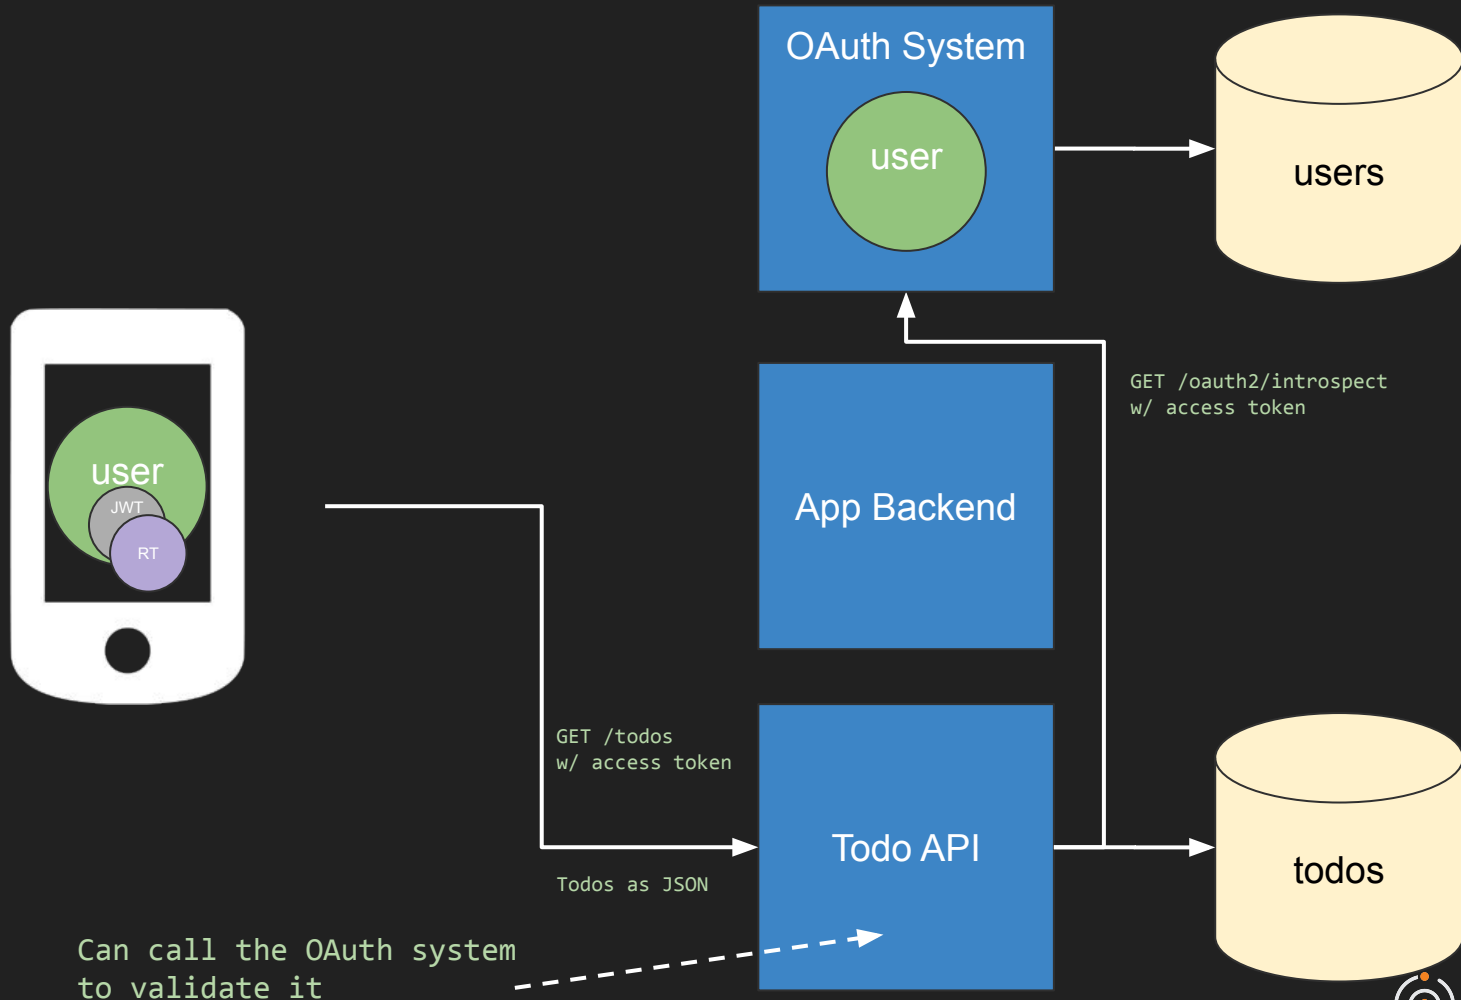 OAuth System
user
users
GET /oauth2/introspect
w/ access token
user
JWT
RT
App Backend
GET /todos
w/ access token
Todo API
Todos as JSON
todos
Can call the OAuth system
to validate it